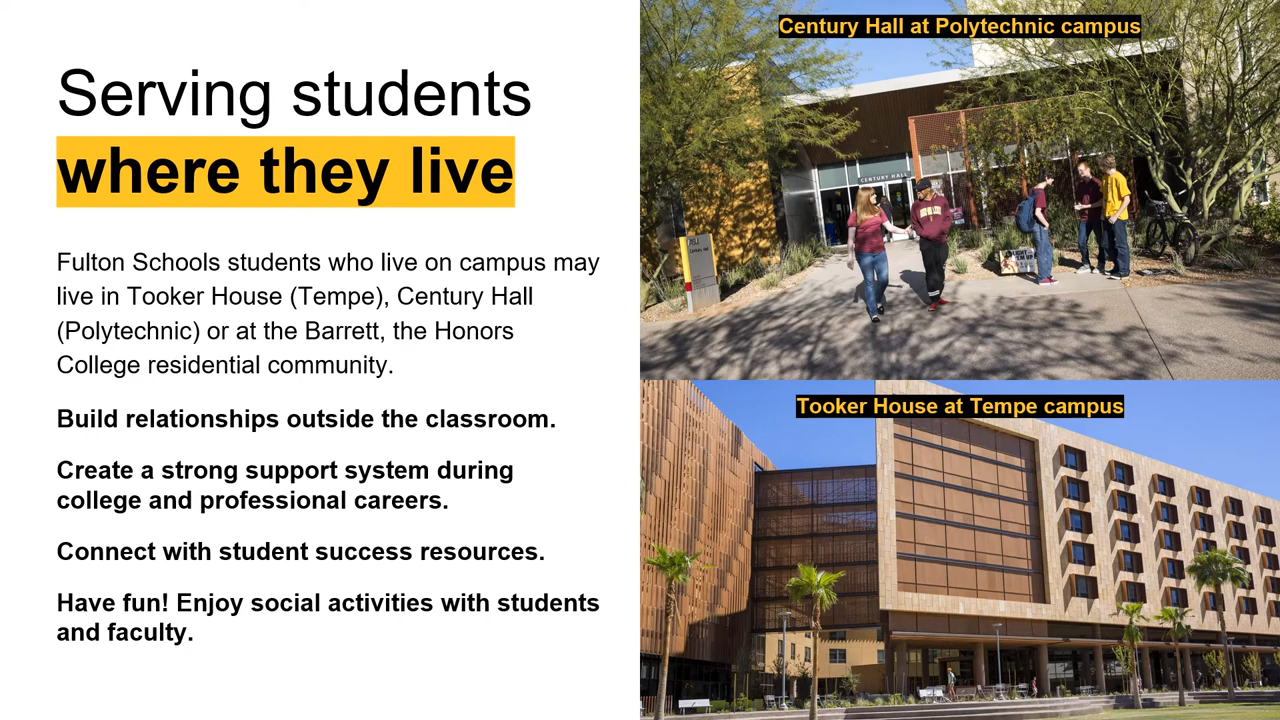 Serving students
where they live
Fulton Schools students who live on campus may
live in Tooker House (Tempe), Century Hall
(Polytechnic) or at the Barrett, the Honors
College residential community.
Build relationships outside the classroom.
Create a strong support system during
college and professional careers.
Connect with student success resources.
Have fun! Enjoy social activities with students
and faculty.
Century Hall at Polytechnic campus
CENTURY HALL
Tooker House at Tempe campus